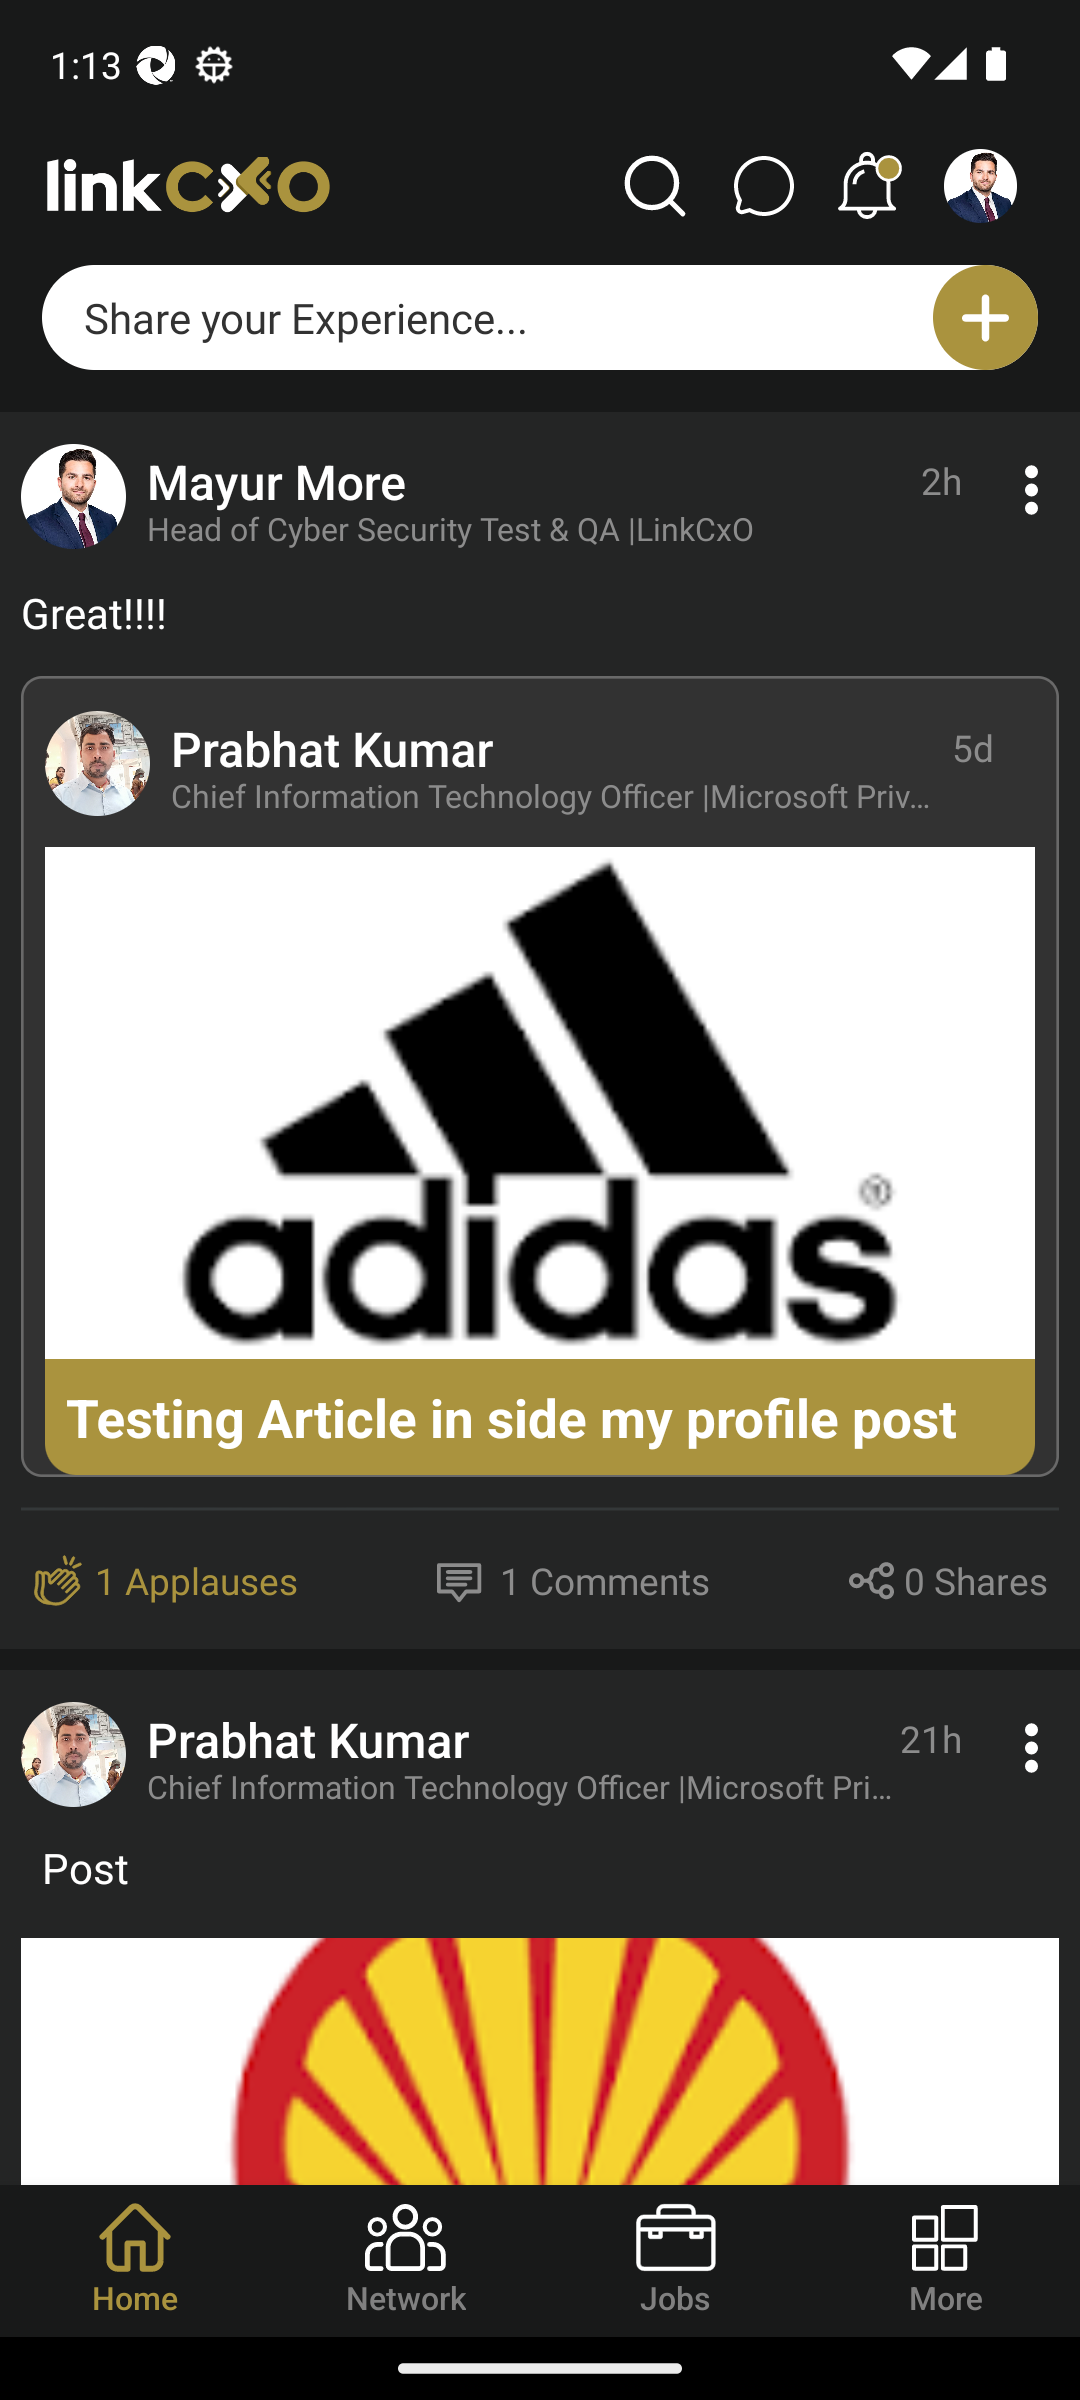 1:13
linkCxO
Share your Experience...
Mayur More
2h
Head of Cyber Security Test & QA |LinkCxO
Great!!!!
Prabhat Kumar
5d
Chief Information Technology Officer |Microsoft Priv...
adidas®
Testing Article in side my profile post
1 Applauses
1 Comments
0 Shares
Prabhat Kumar
21h
Chief Information Technology Officer |Microsoft Pri...
Post
Home
Network
Jobs
More